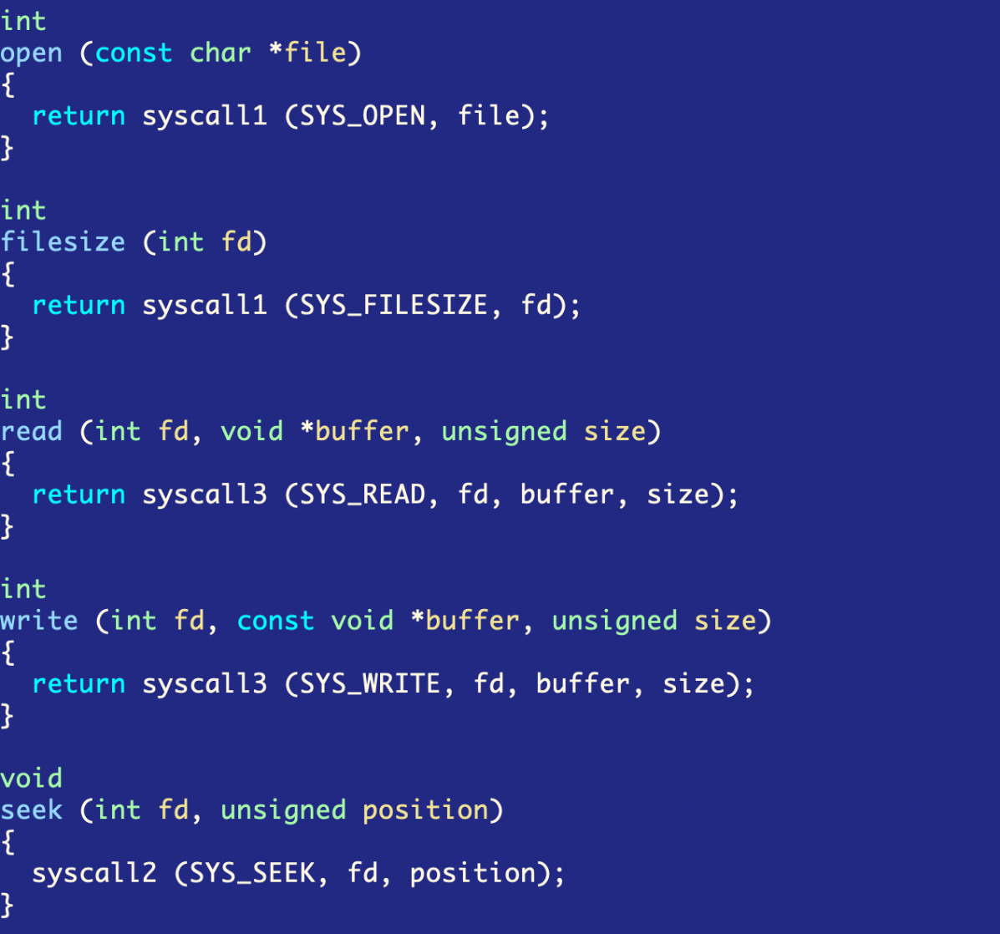 int
open (const char *file)
{
  return syscall1 (SYS_OPEN, file);
}

int
filesize (int fd)
{
  return syscall1 (SYS_FILESIZE, fd);
}

int
read (int fd, void *buffer, unsigned size)
{
  return syscall3 (SYS_READ, fd, buffer, size);
}

int
write (int fd, const void *buffer, unsigned size)
{
  return syscall3 (SYS_WRITE, fd, buffer, size);
}

void
seek (int fd, unsigned position)
{
  syscall2 (SYS_SEEK, fd, position);
}